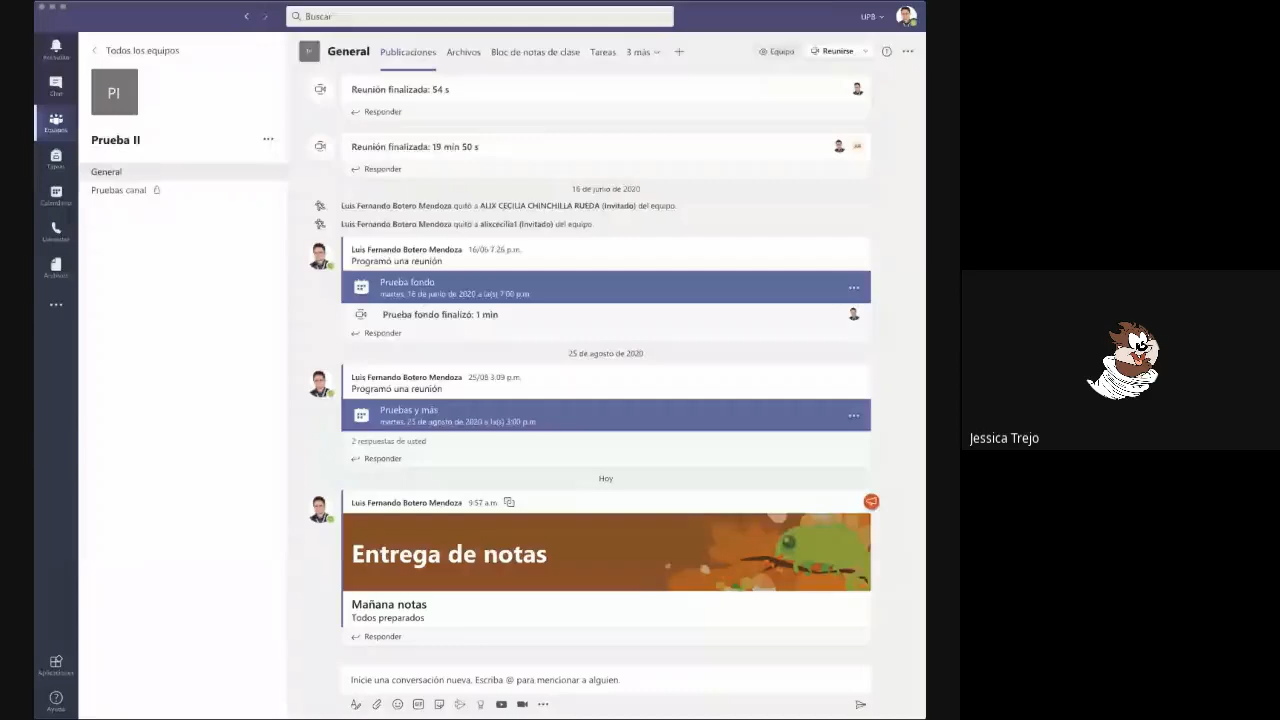 Buscar
UPB
Todos los equipos
PI
Prueba II
General
Pruebas canal
Chat
Equipos
Tareas
Calendario
Archivos
Aplicaciones
Ayuda
General Publicaciones Archivos Bloc de notas de clase Tareas 3 más
Equipo Reunirse
Reunión finalizada: 54 s
Responder
Reunión finalizada: 19 min 50 s
Responder
16 de junio de 2020
Luis Fernando Botero Mendoza quitó a ALIX CECILIA CHINCHILLA RUEDA (Invitado) del equipo.
Luis Fernando Botero Mendoza quitó a alixcecilia1 (Invitado) del equipo.
Luis Fernando Botero Mendoza 16/06 7:26 p.m.
Programó una reunión
Prueba fondo
martes, 16 de junio de 2020 a la(s) 7:00 p.m
Prueba fondo finalizó: 1 min
Responder
25 de agosto de 2020
Luis Fernando Botero Mendoza 25/08 3:09 p.m.
Programó una reunión
Pruebas y más
martes, 25 de agosto de 2020 a la(s) 3:00 p.m
2 respuestas de usted
Responder
Hoy
Luis Fernando Botero Mendoza 9:57 a.m.
Entrega de notas
Mañana notas
Todos preparados
Responder
Inicie una conversación nueva. Escriba @ para mencionar a alguien.
Jessica Trejo